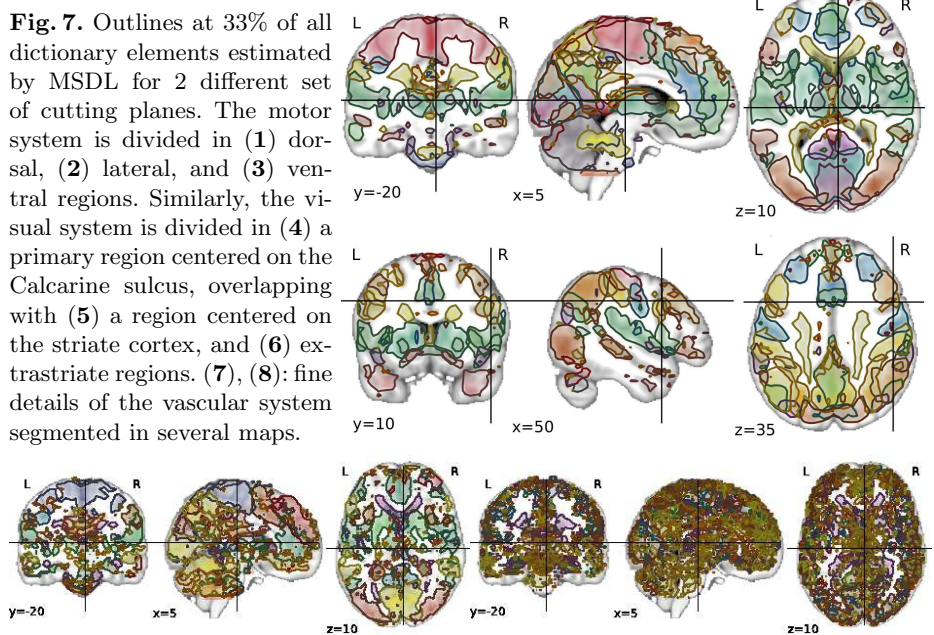 Fig. 7. Outlines at 33% of all
dictionary elements estimated
by MSDL for 2 different set
of cutting planes. The motor
system is divided in (1) dor-
sal, (2) lateral, and (3) ven-
tral regions. Similarly, the vi-
sual system is divided in (4) a
primary region centered on the
Calcarine sulcus, overlapping
with (5) a region centered on
the striate cortex, and (6) ex-
trastriate regions. (7), (8): fine
details of the vascular system
segmented in several maps.
L R
L R
y=-20 x=5
z=10
L R
L R
y=10 x=50
z=35
L R
L R
L R
L R
y=-20 x=5
z=10
y=-20 x=5
z=10